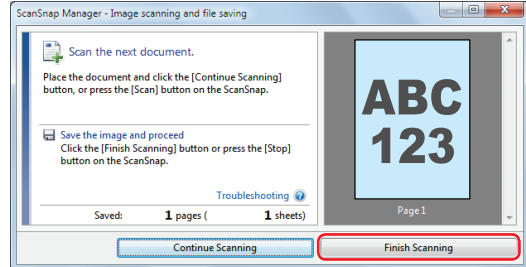 ScanSnap Manager - Image scanning and file saving
Scan the next document.
Place the document and click the [Continue Scanning]
button, or press the [Scan] button on the ScanSnap.
Save the image and proceed
Click the [Finish Scanning] button or press the [Stop]
button on the ScanSnap.
Troubleshooting
Saved: 1 pages ( 1 sheets)
ABC
123
Page 1
Continue Scanning
Finish Scanning